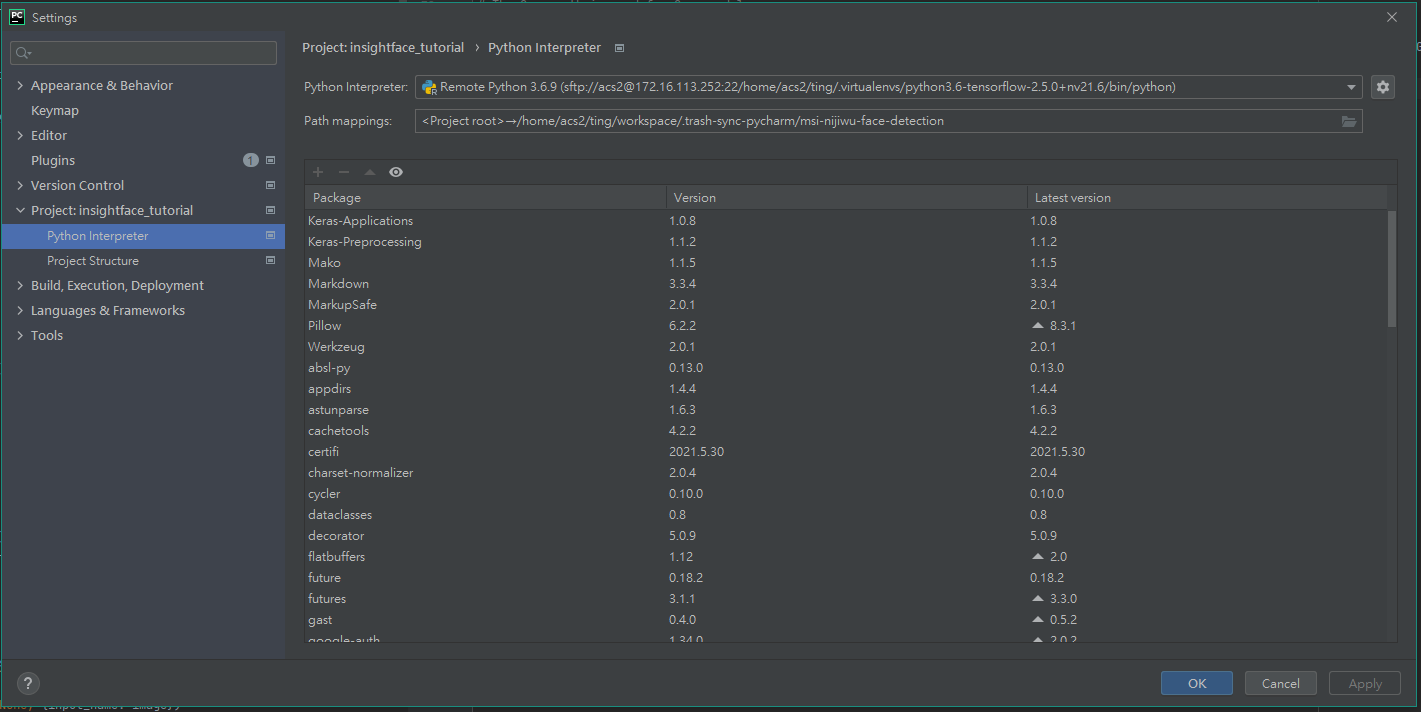 PC Settings
Project: insightface_tutorial › Python Interpreter
Appearance & Behavior
Keymap
Editor
Plugins 1
Version Control
Project: insightface_tutorial
Python Interpreter
Project Structure
Build, Execution, Deployment
Languages & Frameworks
Tools
Python Interpreter: Remote Python 3.6.9 (sftp://acs2@172.16.113.252:22/home/acs2/ting/.virtualenvs/python3.6-tensorflow-2.5.0+nv21.6/bin/python)
Path mappings: <Project root>→/home/acs2/ting/workspace/.trash-sync-pycharm/msi-nijiwu-face-detection
Package Version Latest version
Keras-Applications 1.0.8 1.0.8
Keras-Preprocessing 1.1.2 1.1.2
Mako 1.1.5 1.1.5
Markdown 3.3.4 3.3.4
MarkupSafe 2.0.1 2.0.1
Pillow 6.2.2 8.3.1
Werkzeug 2.0.1 2.0.1
absl-py 0.13.0 0.13.0
appdirs 1.4.4 1.4.4
astunparse 1.6.3 1.6.3
cachetools 4.2.2 4.2.2
certifi 2021.5.30 2021.5.30
charset-normalizer 2.0.4 2.0.4
cycler 0.10.0 0.10.0
dataclasses 0.8 0.8
decorator 5.0.9 5.0.9
flatbuffers 1.12 2.0
future 0.18.2 0.18.2
futures 3.1.1 3.3.0
gast 0.4.0 0.5.2
google-auth 1.34.0 2.0.2
? OK Cancel Apply